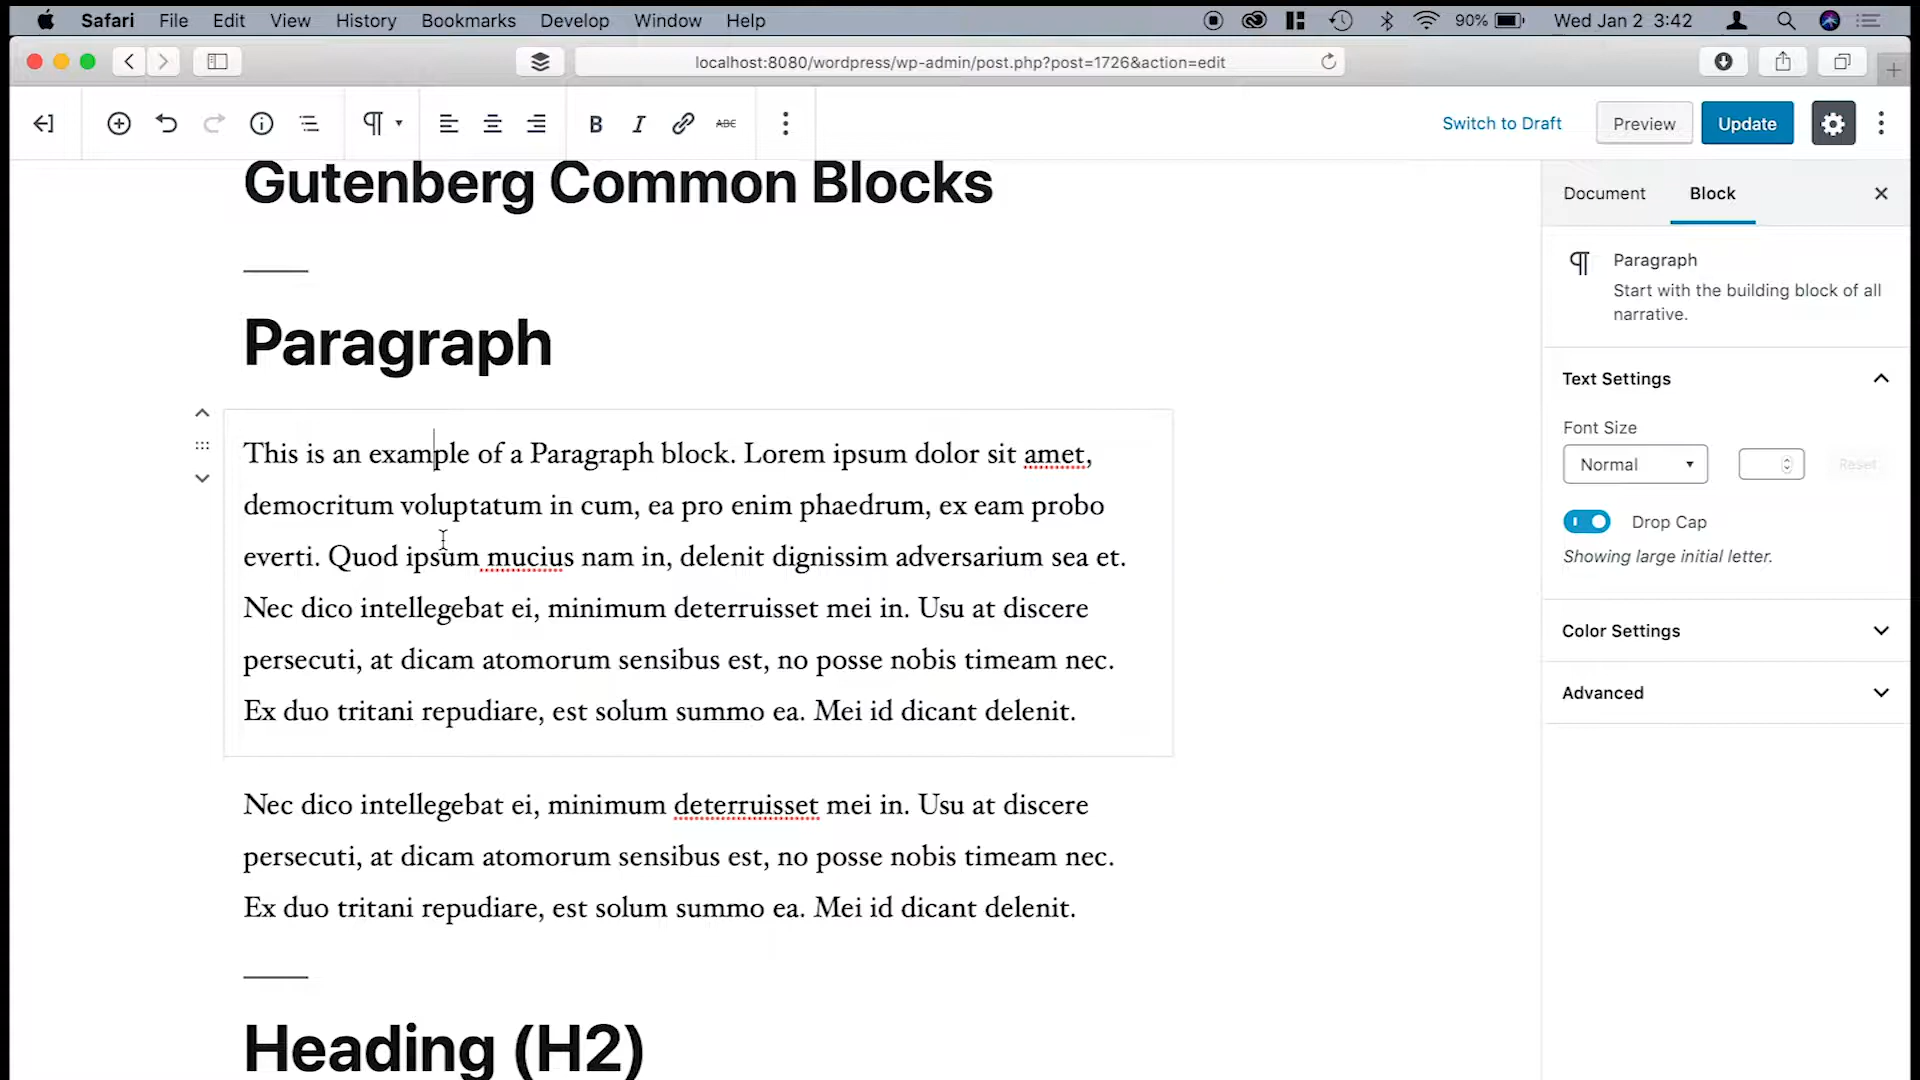 Safari File Edit View History Bookmarks Develop Window Help 90% Wed Jan 2 3:42
localhost:8080/wordpress/wp-admin/post.php?post=1726&action=edit
B I ABC Switch to Draft Preview Update
Gutenberg Common Blocks
Paragraph
This is an example of a Paragraph block. Lorem ipsum dolor sit amet,
democritum voluptatum in cum, ea pro enim phaedrum, ex eam probo
everti. Quod ipsum mucius nam in, delenit dignissim adversarium sea et.
Nec dico intellegebat ei, minimum deterruisset mei in. Usu at discere
persecuti, at dicam atomorum sensibus est, no posse nobis timeam nec.
Ex duo tritani repudiare, est solum summo ea. Mei id dicant delenit.
Nec dico intellegebat ei, minimum deterruisset mei in. Usu at discere
persecuti, at dicam atomorum sensibus est, no posse nobis timeam nec.
Ex duo tritani repudiare, est solum summo ea. Mei id dicant delenit.
Heading (H2)
Document Block
Paragraph
Start with the building block of all
narrative.
Text Settings
Font Size
Normal Reset
Drop Cap
Showing large initial letter.
Color Settings
Advanced